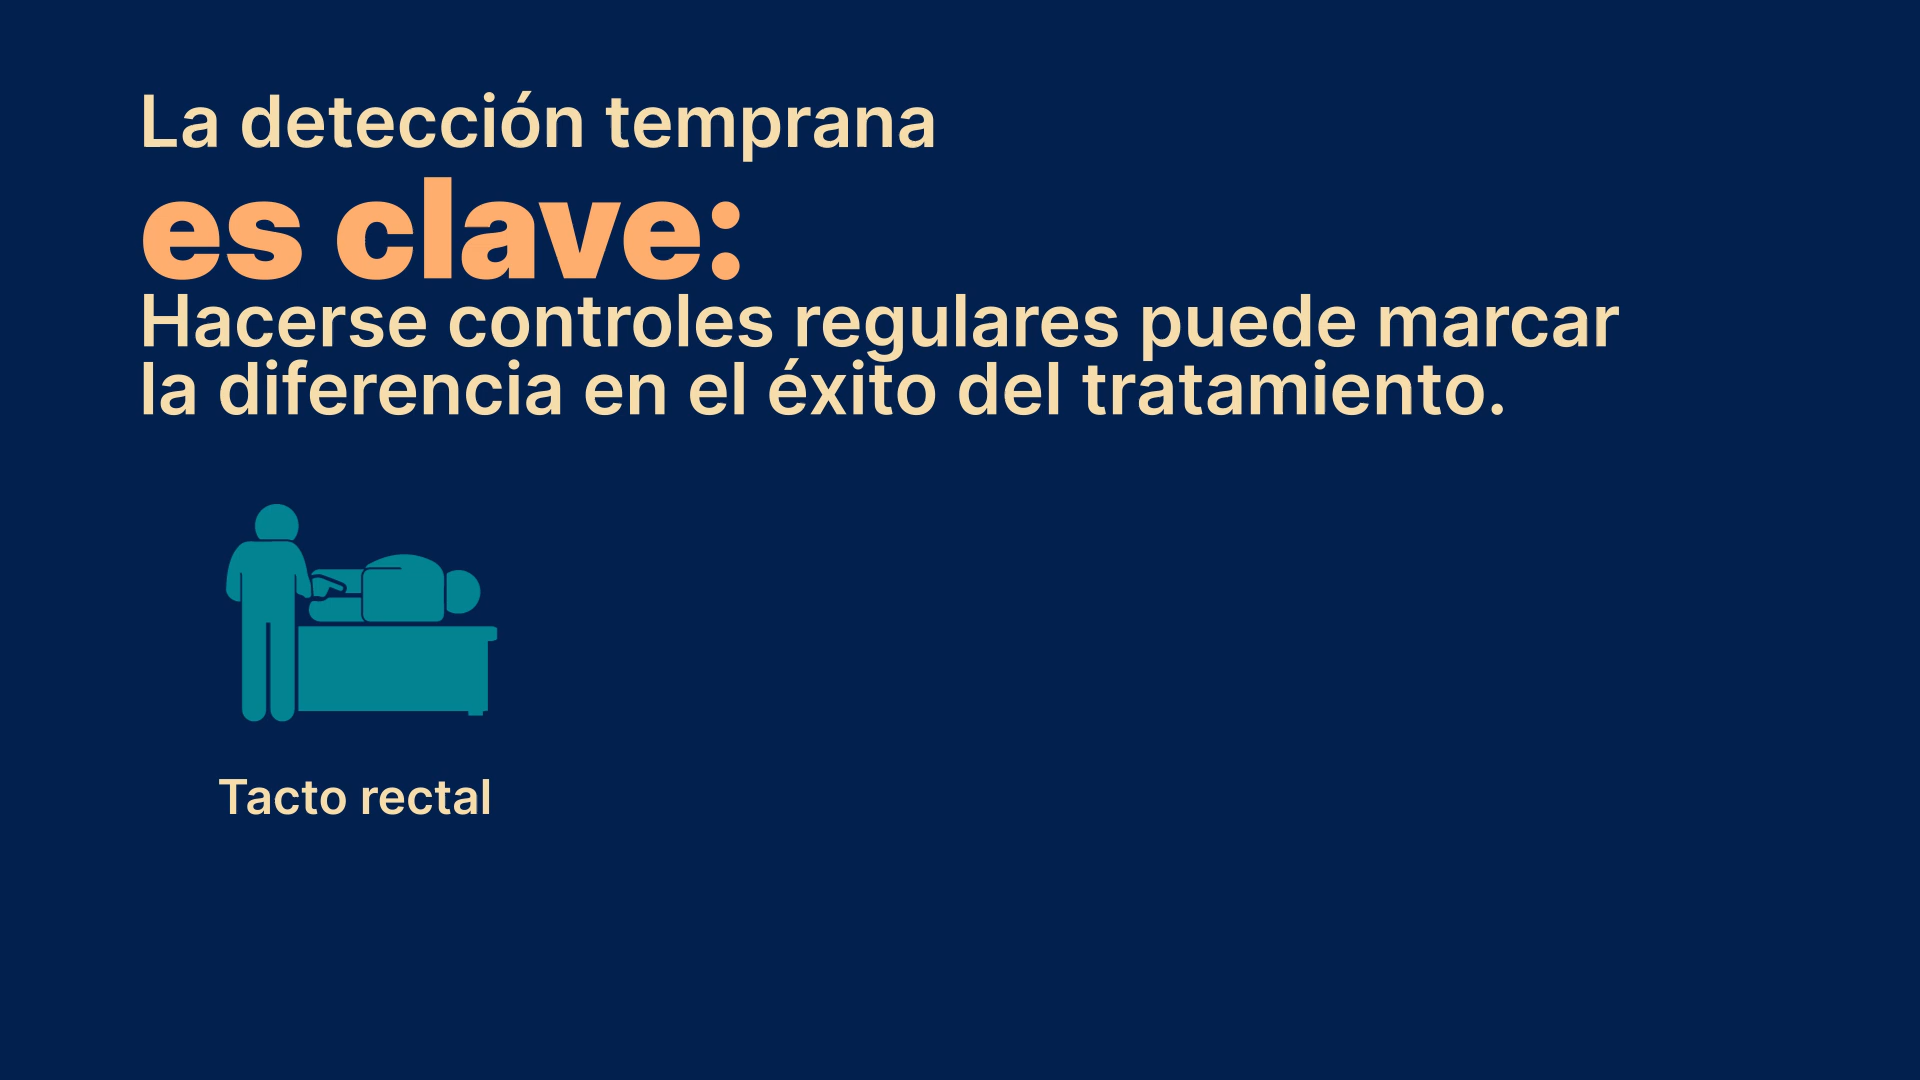 La detección temprana
es clave:
Hacerse controles regulares puede marcar
la diferencia en el éxito del tratamiento.
Tacto rectal